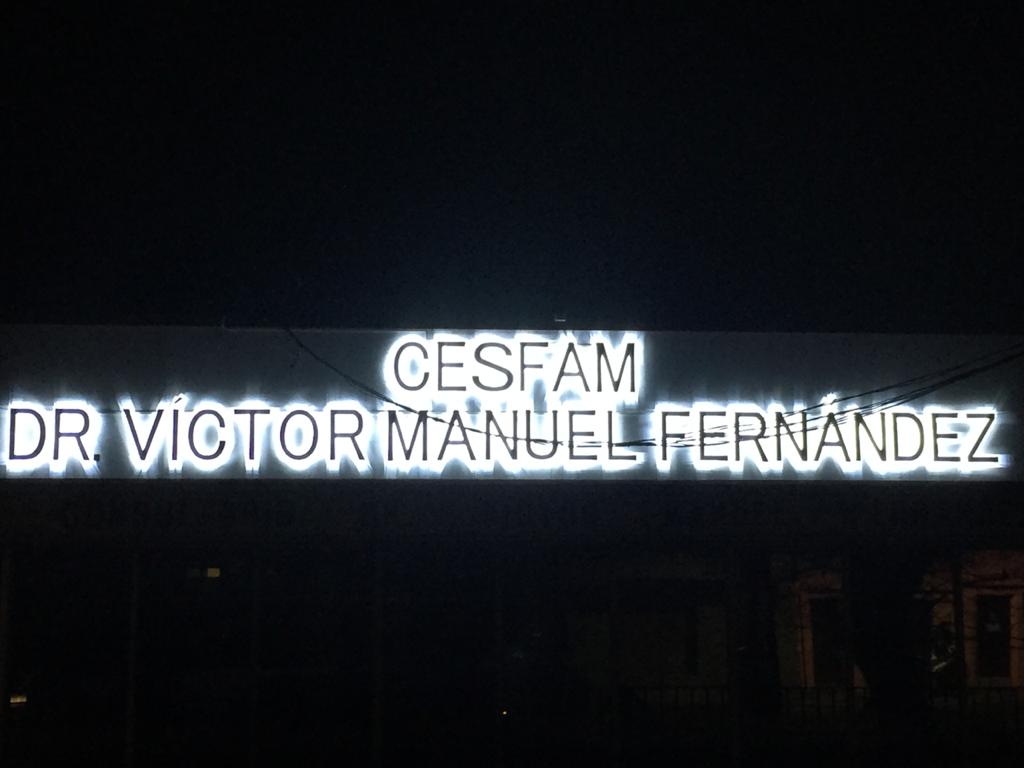 CESFAM
DR. VÍCTOR MANUEL FERNÁNDEZ